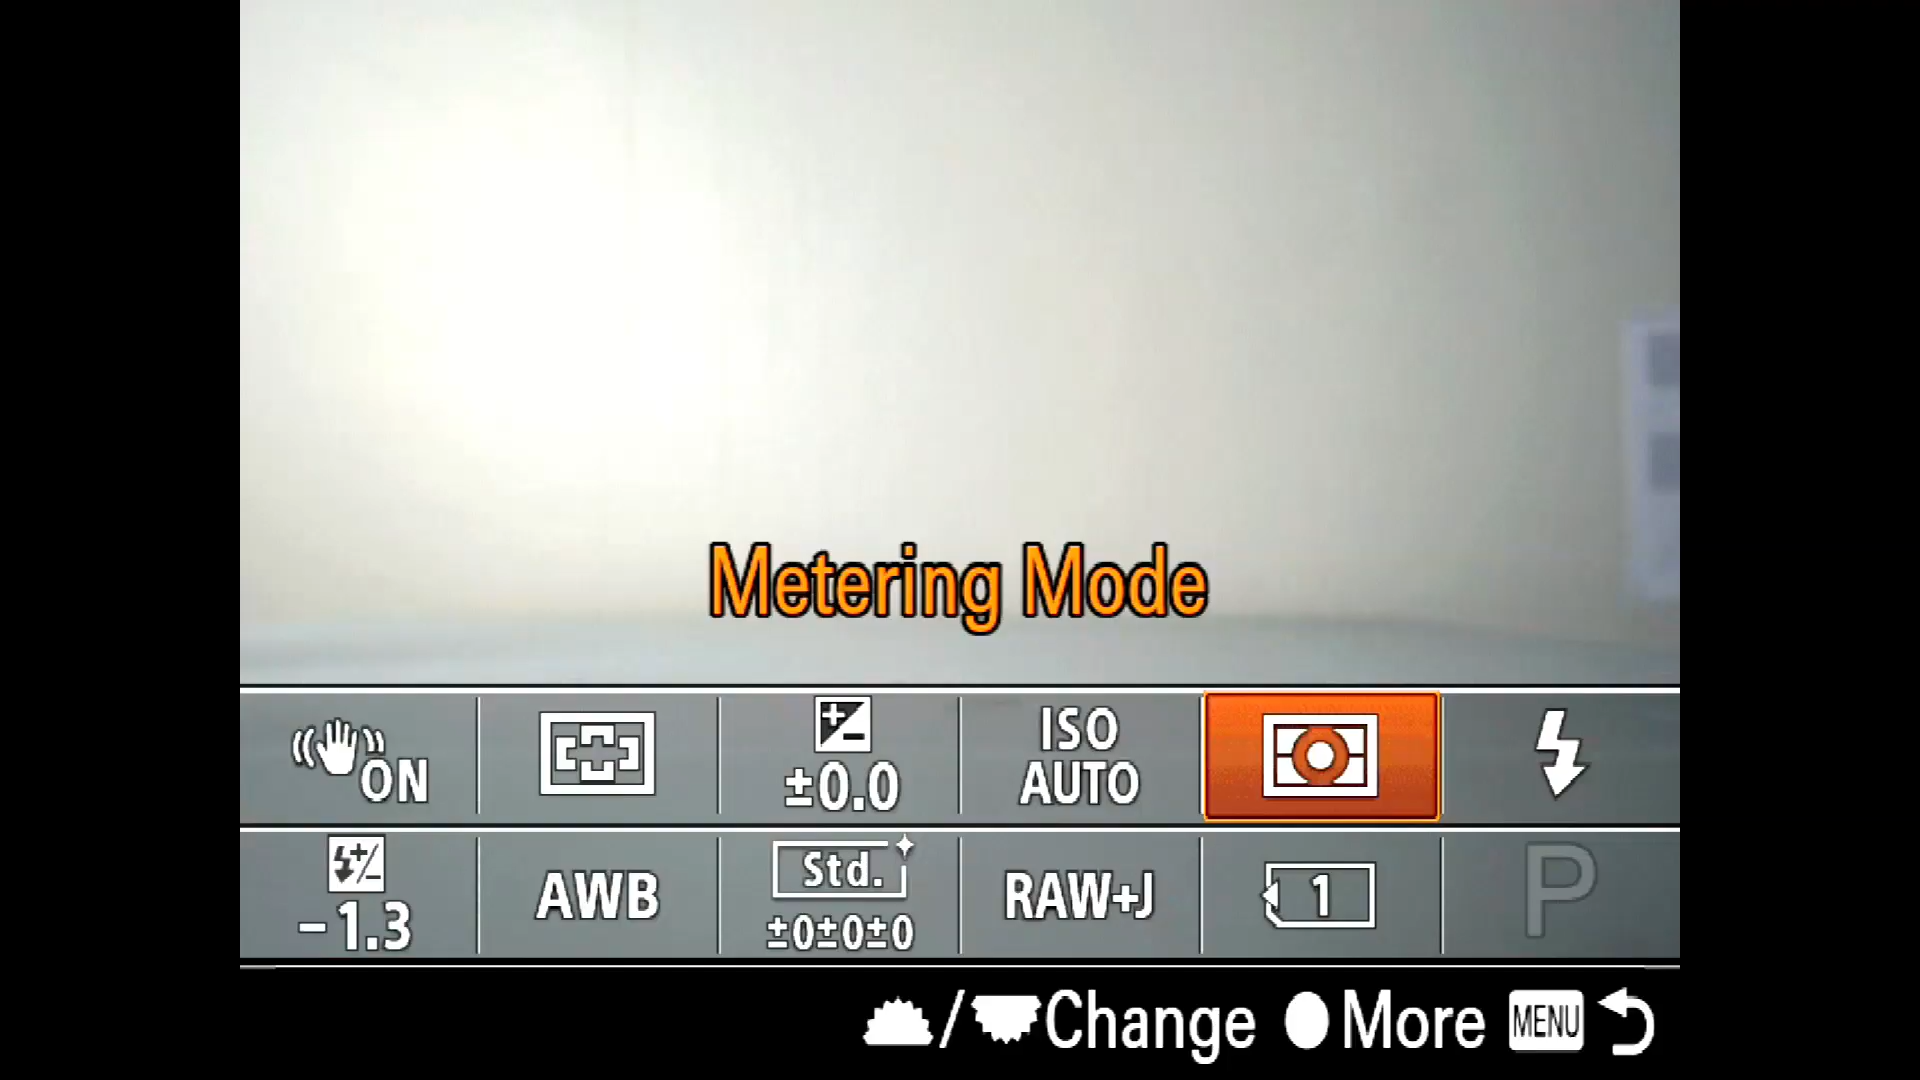 Metering Mode
ON
±0.0
ISO
AUTO
-1.3
AWB
Std.
±0±0±0
RAW+J
1
P
/ Change More MENU